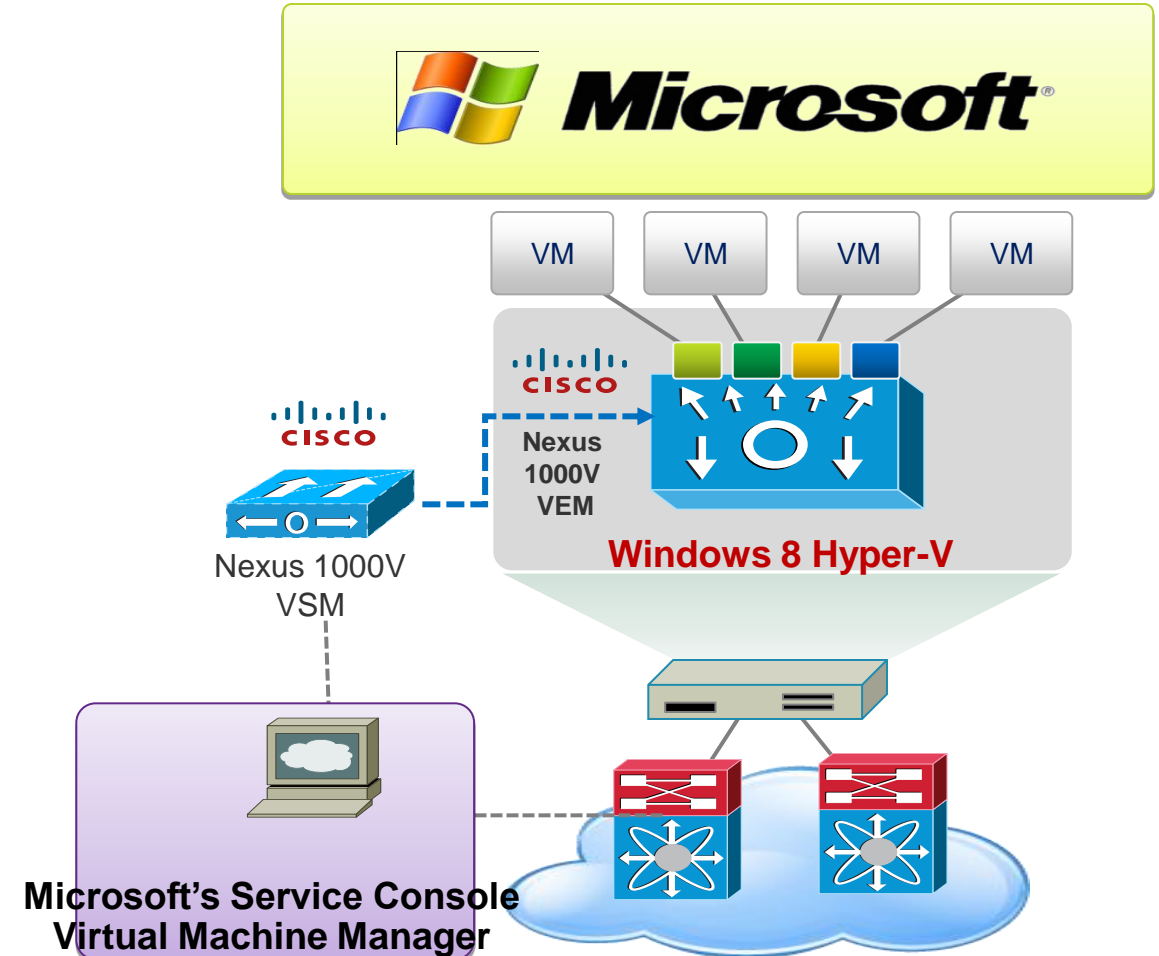 Microsoft®
VM
VM
VM
VM
CISCO
CISCO
Nexus
1000V
VEM
Windows 8 Hyper-V
Nexus 1000V
VSM
Microsoft's Service Console
Virtual Machine Manager